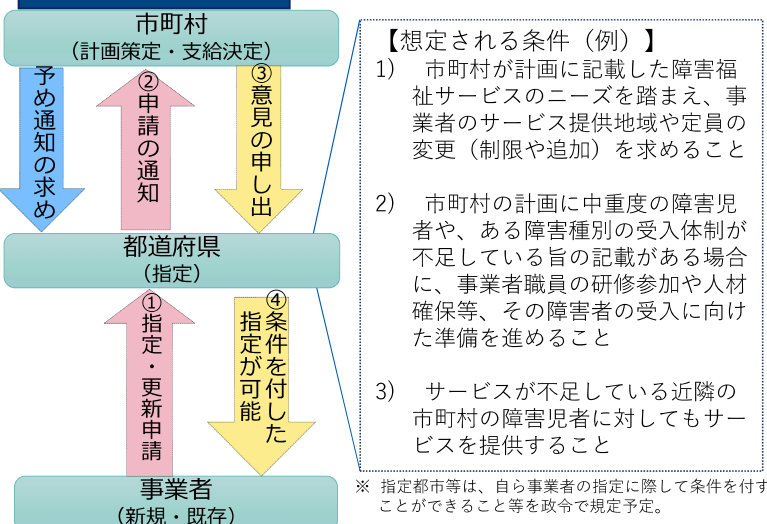 市町村
（計画策定・支給決定）
予め通知の求め
②申請の通知
③意見の申し出
都道府県
（指定）
①指定・更新申請
④条件を付した
指定が可能
事業者
（新規・既存）
【想定される条件（例）】
1)　市町村が計画に記載した障害福
祉サービスのニーズを踏まえ、事
業者のサービス提供地域や定員の
変更（制限や追加）を求めること
2)　市町村の計画に中重度の障害児
者や、ある障害種別の受入体制が
不足している旨の記載がある場合
に、事業者職員の研修参加や人材
確保等、その障害者の受入に向け
た準備を進めること
3)　サービスが不足している近隣の
市町村の障害児者に対してもサー
ビスを提供すること
※ 指定都市等は、自ら事業者の指定に際して条件を付す
ことができること等を政令で規定予定。